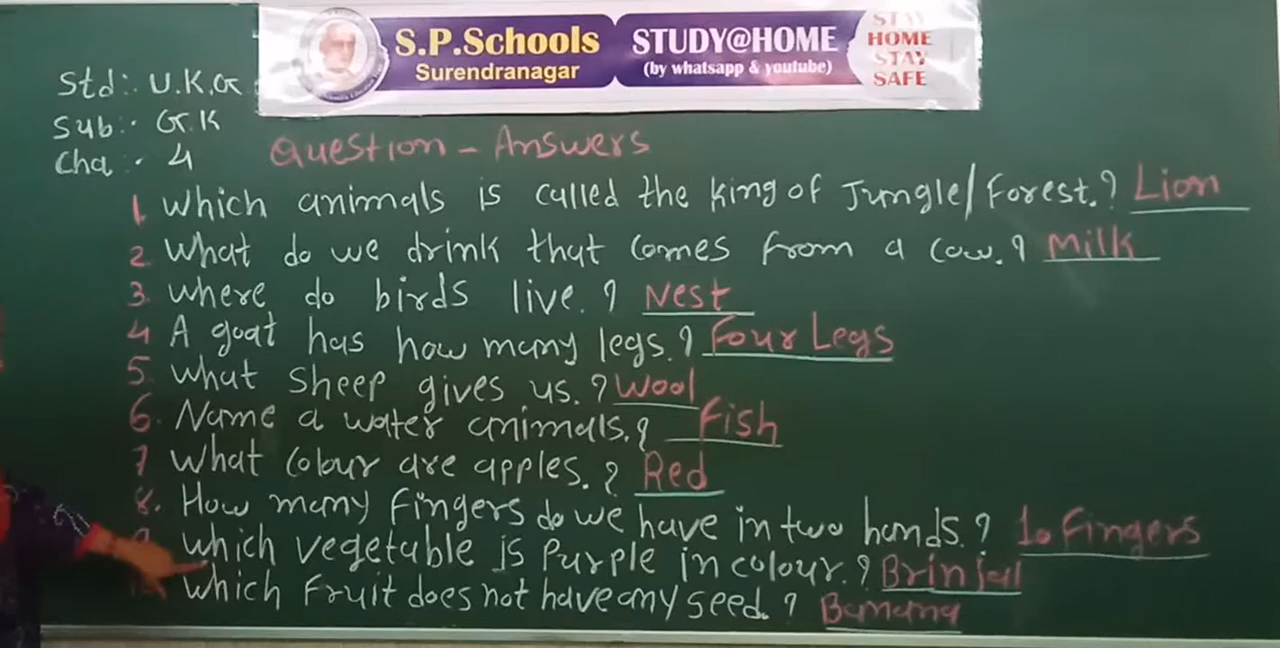 S.P.Schools
Surendranagar
STUDY@HOME
(by whatsapp & youtube)
STAY
HOME
STAY
SAFE
Std:. U.K.G
Sub:. G.K
Cha:. 4
Question - Answers
1. Which animals is called the king of Jungle/Forest.? Lion
2. What do we drink that comes from a cow.? Milk
3. Where do birds live.? Nest
4 A goat has how many legs.? Four Legs
5. What sheep gives us.? Wool
6. Name a water animals.? Fish
7 What colour are apples.? Red
8. How many Fingers do we have in two hands.? 10 Fingers
which vegetable is Purple in colour.? Brinjal
which Fruit does not have any seed.? Banana